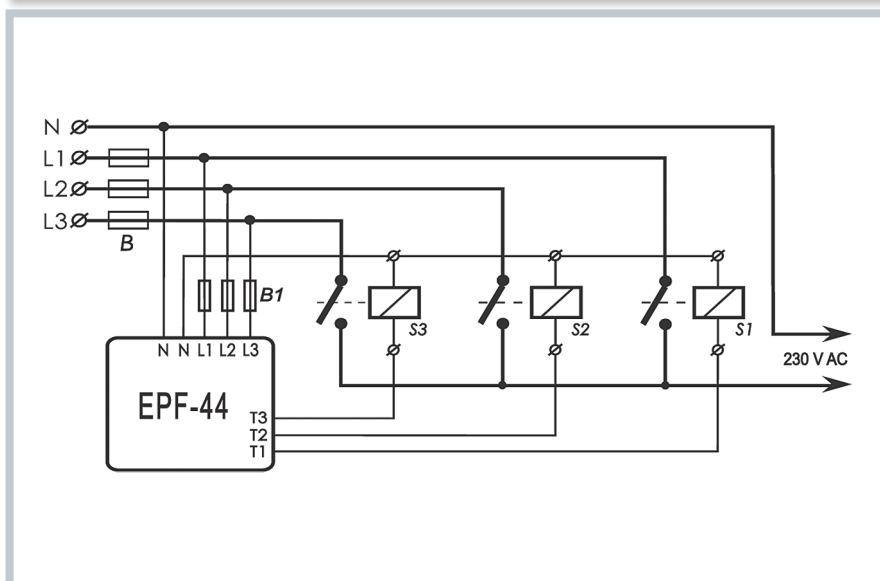 N
L1
L2
L3
B
B1
S3
S2
S1
230 V AC
N N L1 L2 L3
EPF-44
T3
T2
T1